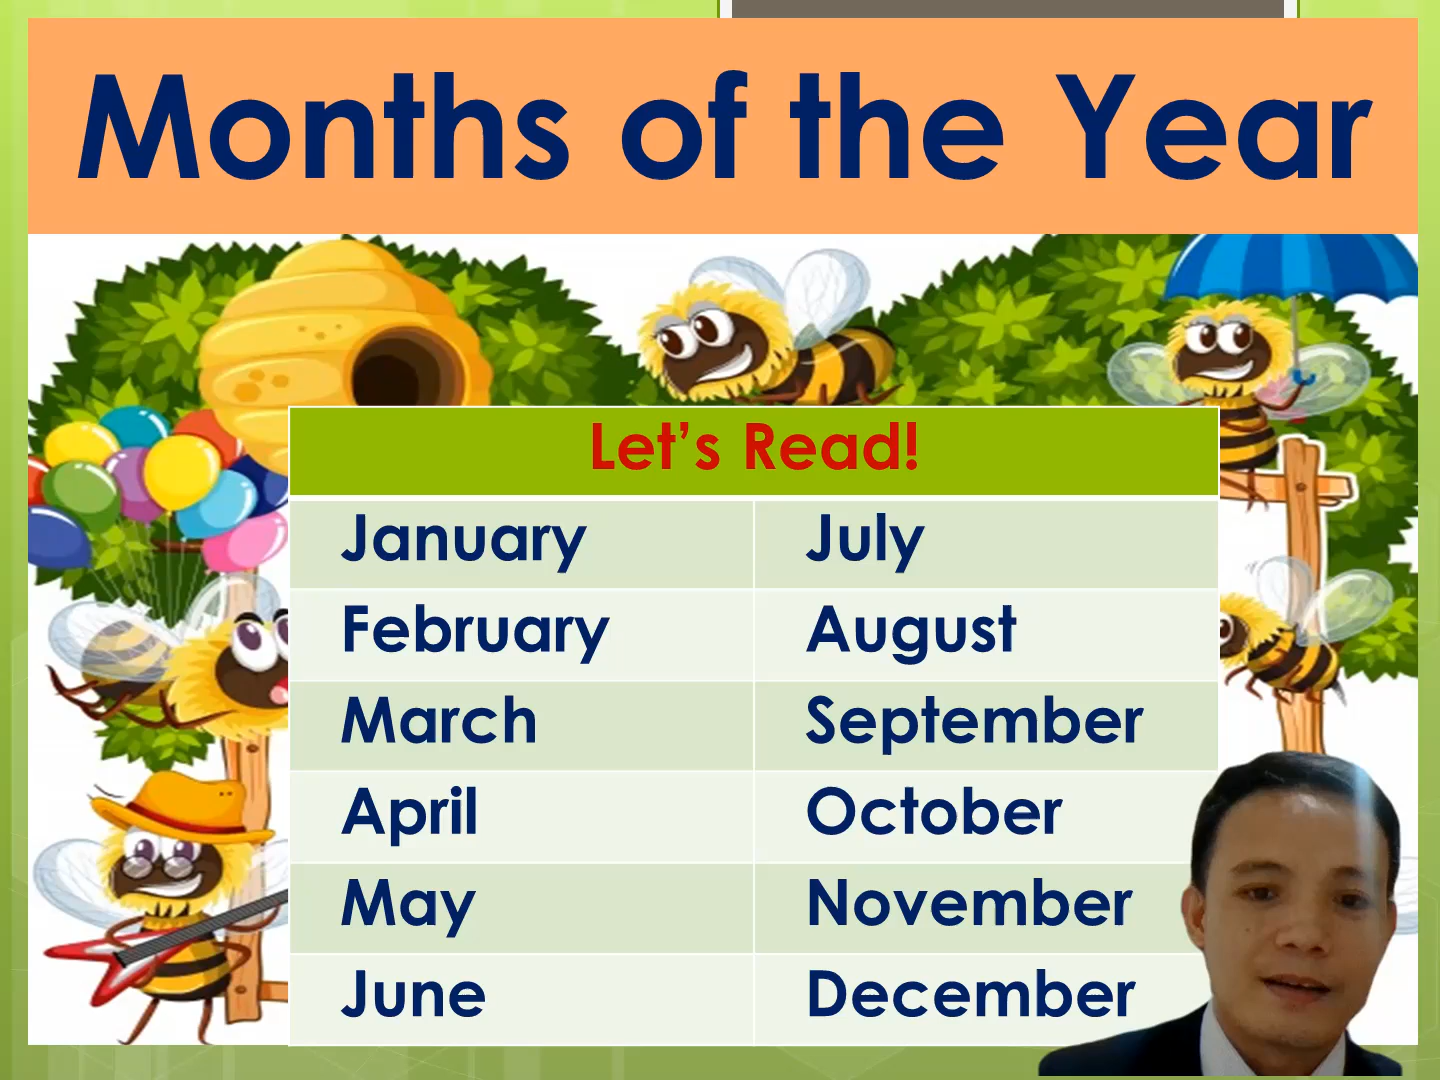 Months of the Year
Let's Read!
January July
February August
March September
April October
May November
June December